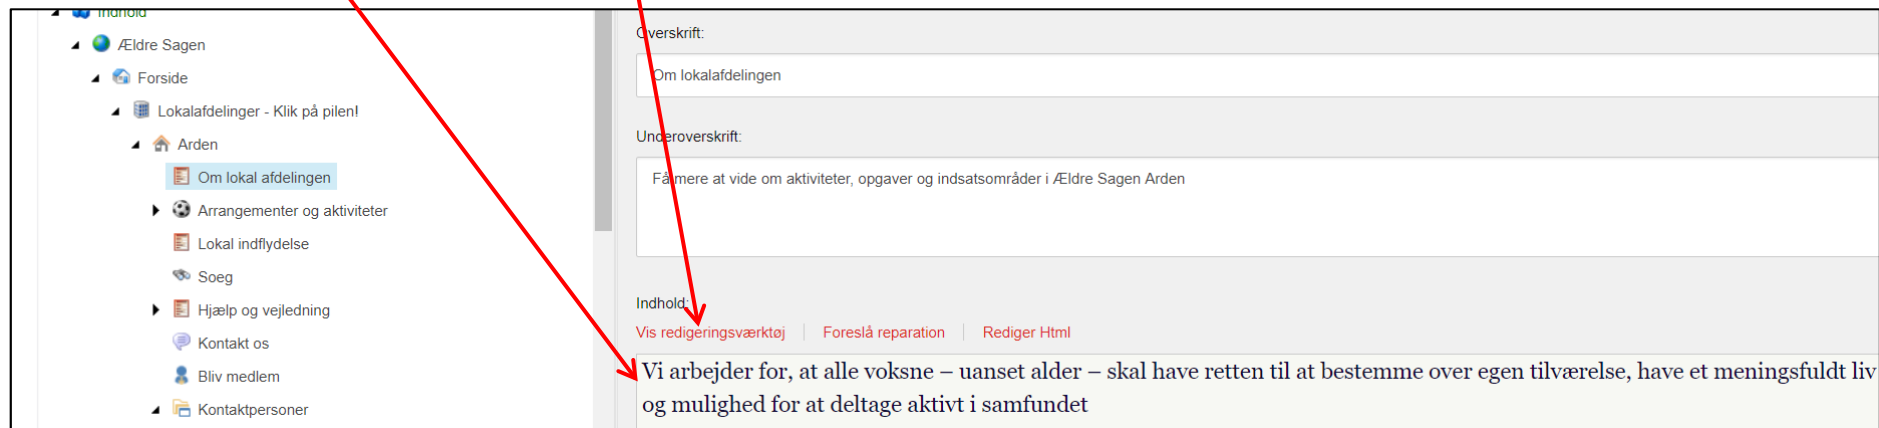 Indhold
Ældre Sagen
Forside
Lokalafdelinger - Klik på pilen!
Arden
Om lokal afdelingen
Arrangementer og aktiviteter
Lokal indflydelse
Soeg
Hjælp og vejledning
Kontakt os
Bliv medlem
Kontaktpersoner
Overskrift:
Om lokalafdelingen
Underoverskrift:
Få mere at vide om aktiviteter, opgaver og indsatsområder i Ældre Sagen Arden
Indhold:
Vis redigeringsværktøj Foreslå reparation Rediger Html
Vi arbejder for, at alle voksne – uanset alder – skal have retten til at bestemme over egen tilværelse, have et meningsfuldt liv
og mulighed for at deltage aktivt i samfundet